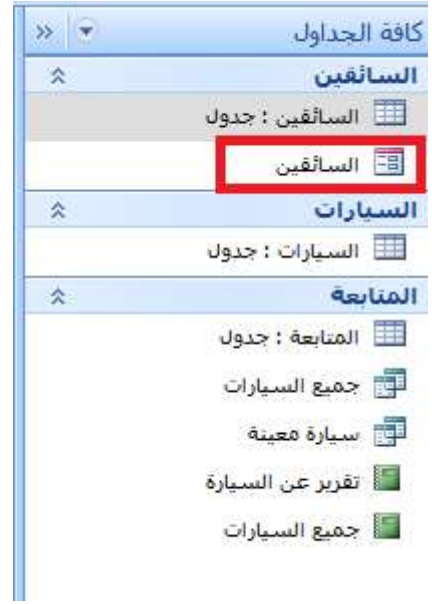 كافة الجداول
السائقين
السائقين : جدول
السائقين
السيارات
السيارات : جدول
المتابعة
المتابعة : جدول
جميع السيارات
سيارة معينة
تقرير عن السيارة
جميع السيارات